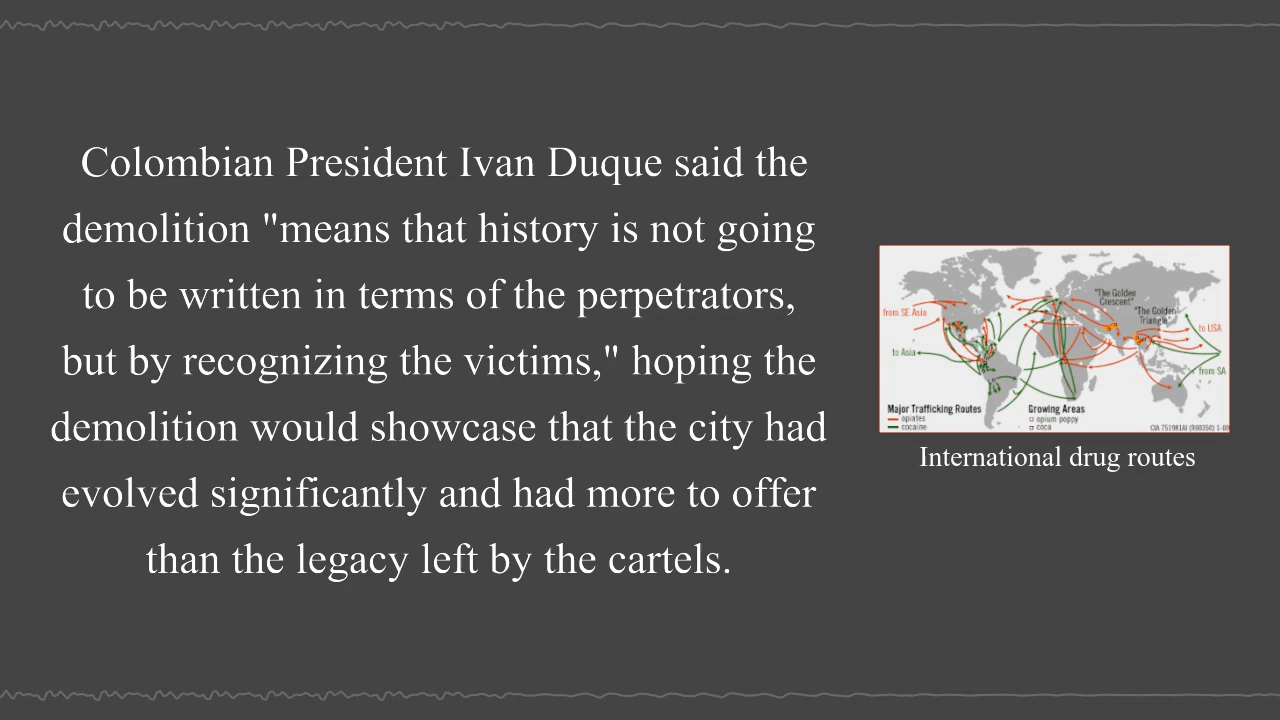 Colombian President Ivan Duque said the
demolition "means that history is not going
to be written in terms of the perpetrators,
but by recognizing the victims," hoping the
demolition would showcase that the city had
evolved significantly and had more to offer
than the legacy left by the cartels.
"The Golden
Crescent"
"The Golden
Triangle"
from SE Asia
to USA
to Asia
from SA
Major Trafficking Routes
opiates
cocaine
Growing Areas
opium poppy
coca
International drug routes